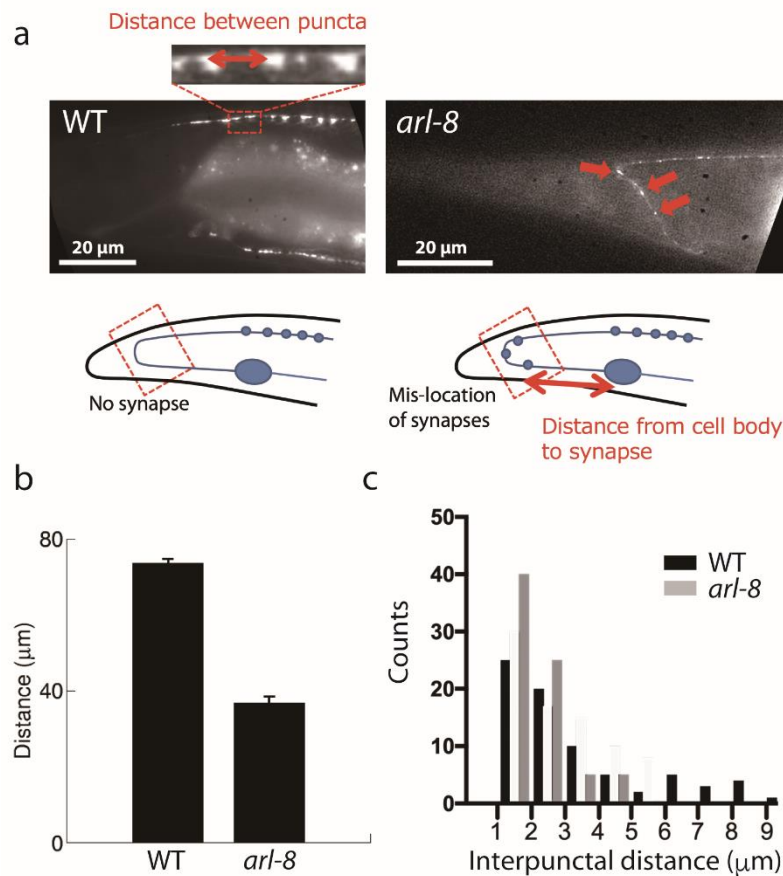 a
Distance between puncta
WT
20 μm
arl-8
20 μm
No synapse
Mis-location
of synapses
Distance from cell body
to synapse
b
80
40
0
Distance (μm)
WT
arl-8
c
50
40
30
20
10
0
Counts
WT
arl-8
1 2 3 4 5 6 7 8 9
Interpunctal distance (μm)